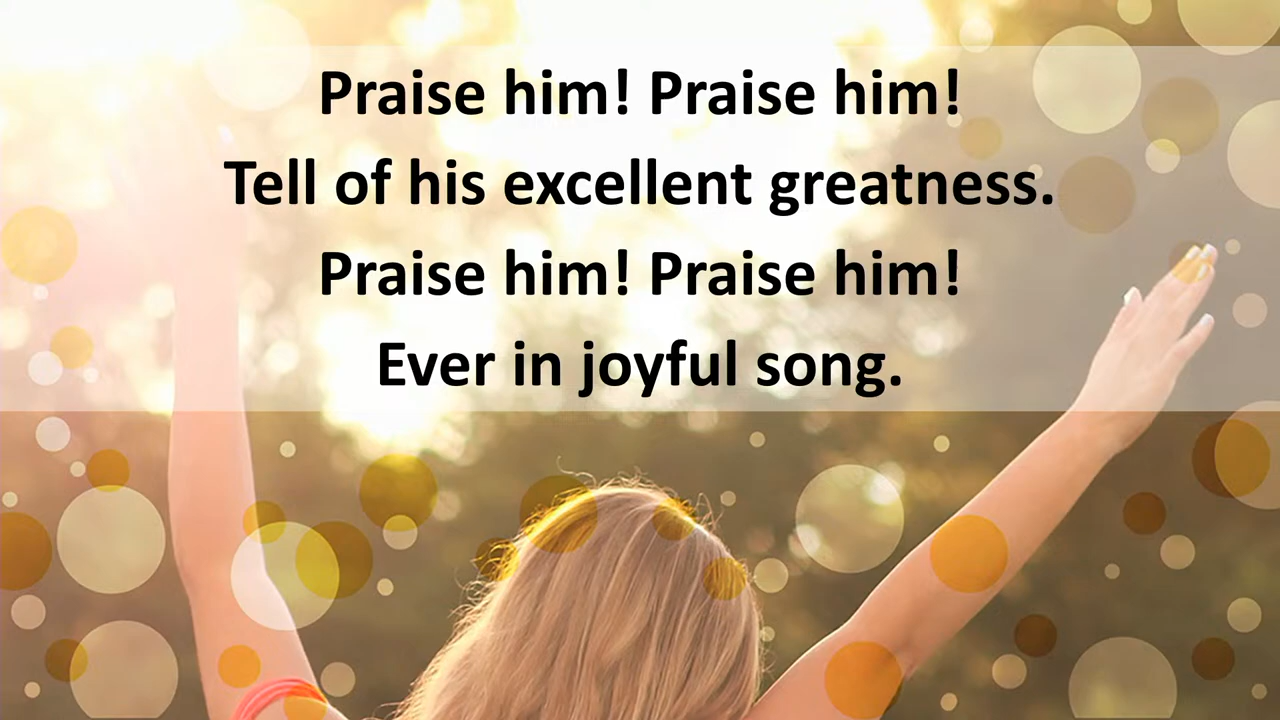 Praise him! Praise him!
Tell of his excellent greatness.
Praise him! Praise him!
Ever in joyful song.